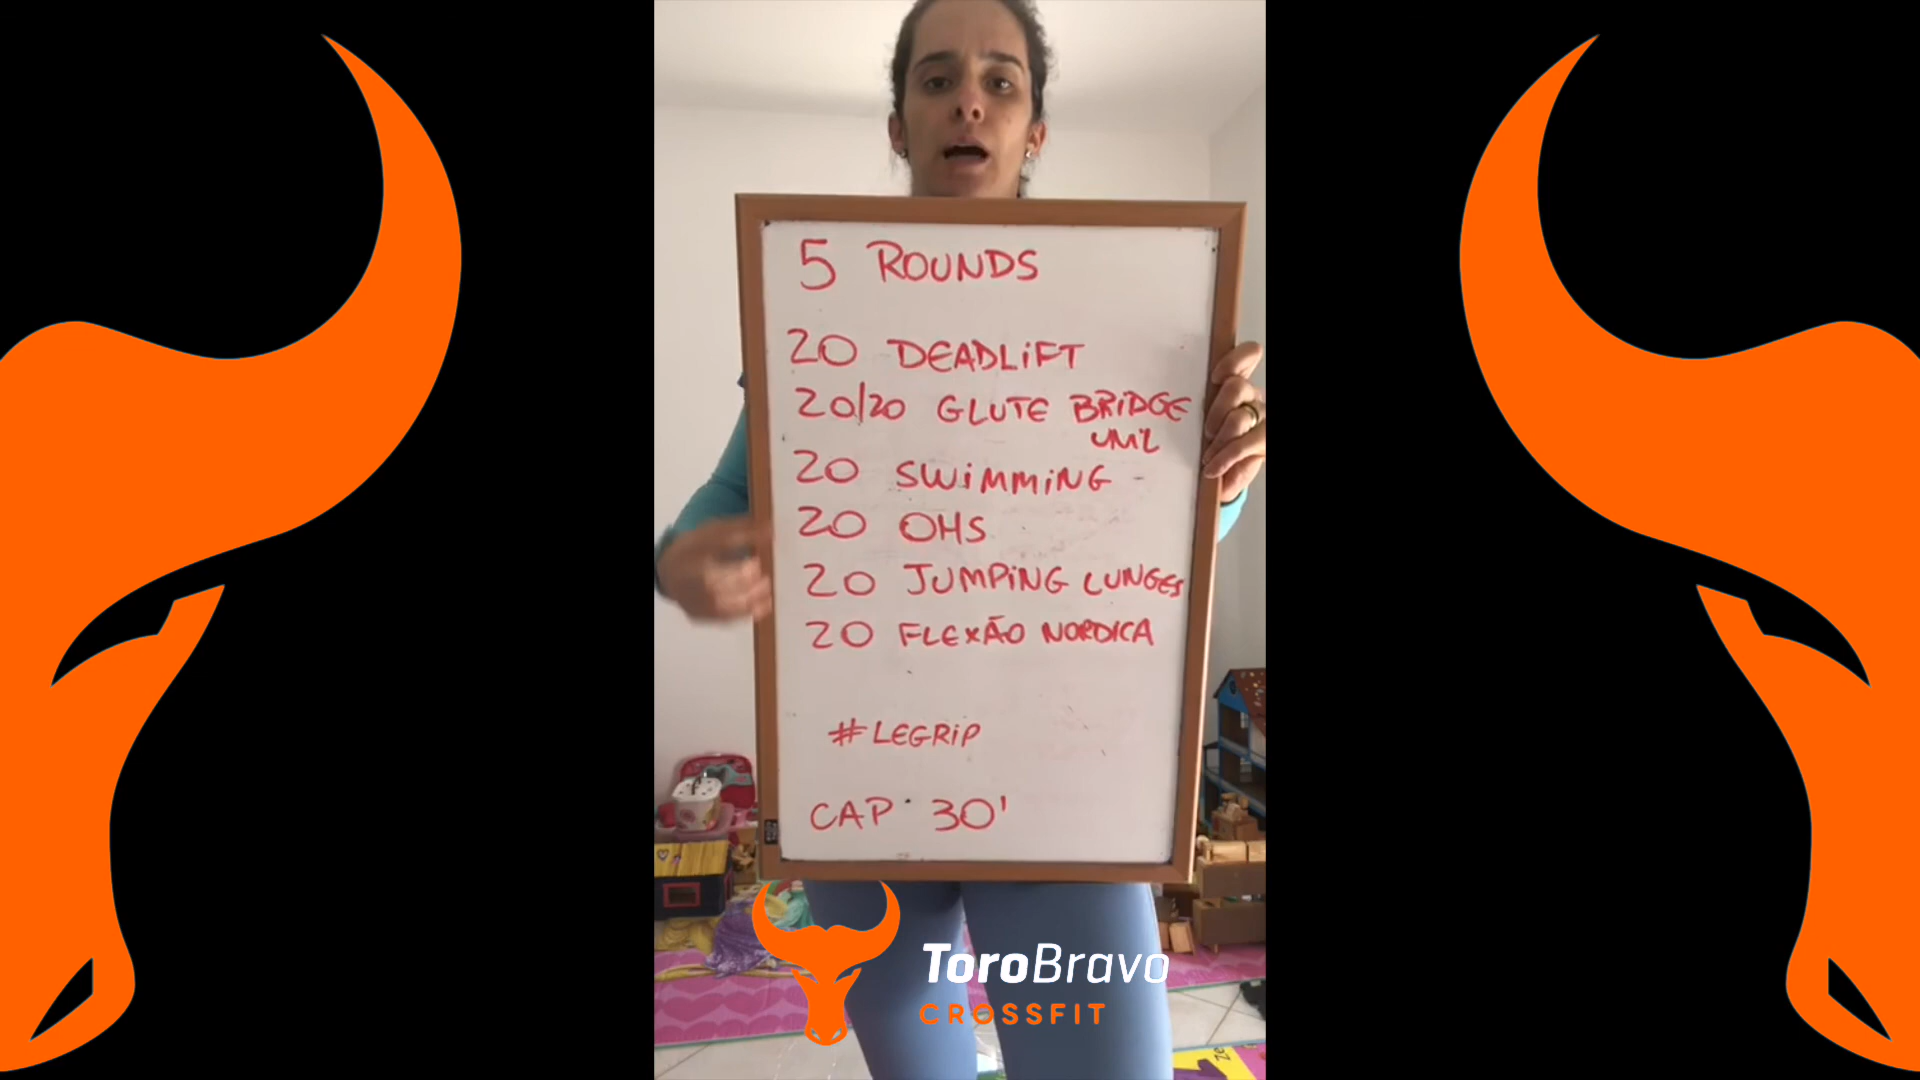 5 ROUNDS
20 DEADLIFT
20/20 GLUTE BRIDGE
UNIL
20 SWIMMING
20 OHS
20 JUMPING LUNGES
20 FLEXÃO NORDICA
#LEGRIP
CAP 30'
ToroBravo
CROSSFIT